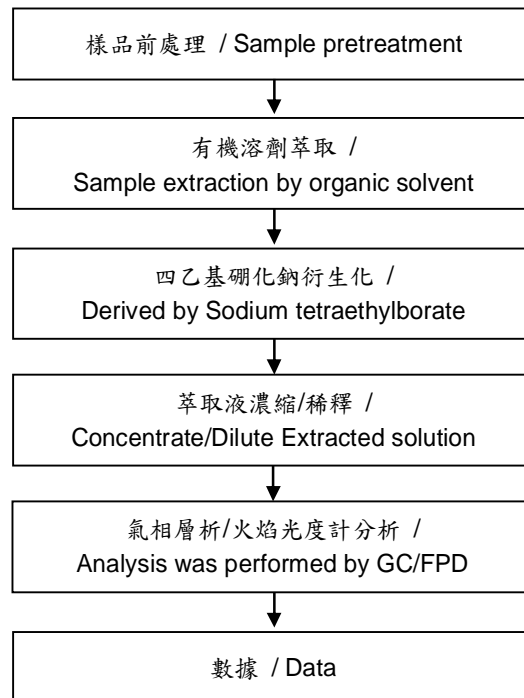 樣品前處理 / Sample pretreatment
有機溶劑萃取 /
Sample extraction by organic solvent
四乙基硼化鈉衍生化 /
Derived by Sodium tetraethylborate
萃取液濃縮/稀釋 /
Concentrate/Dilute Extracted solution
氣相層析/火焰光度計分析 /
Analysis was performed by GC/FPD
數據 / Data